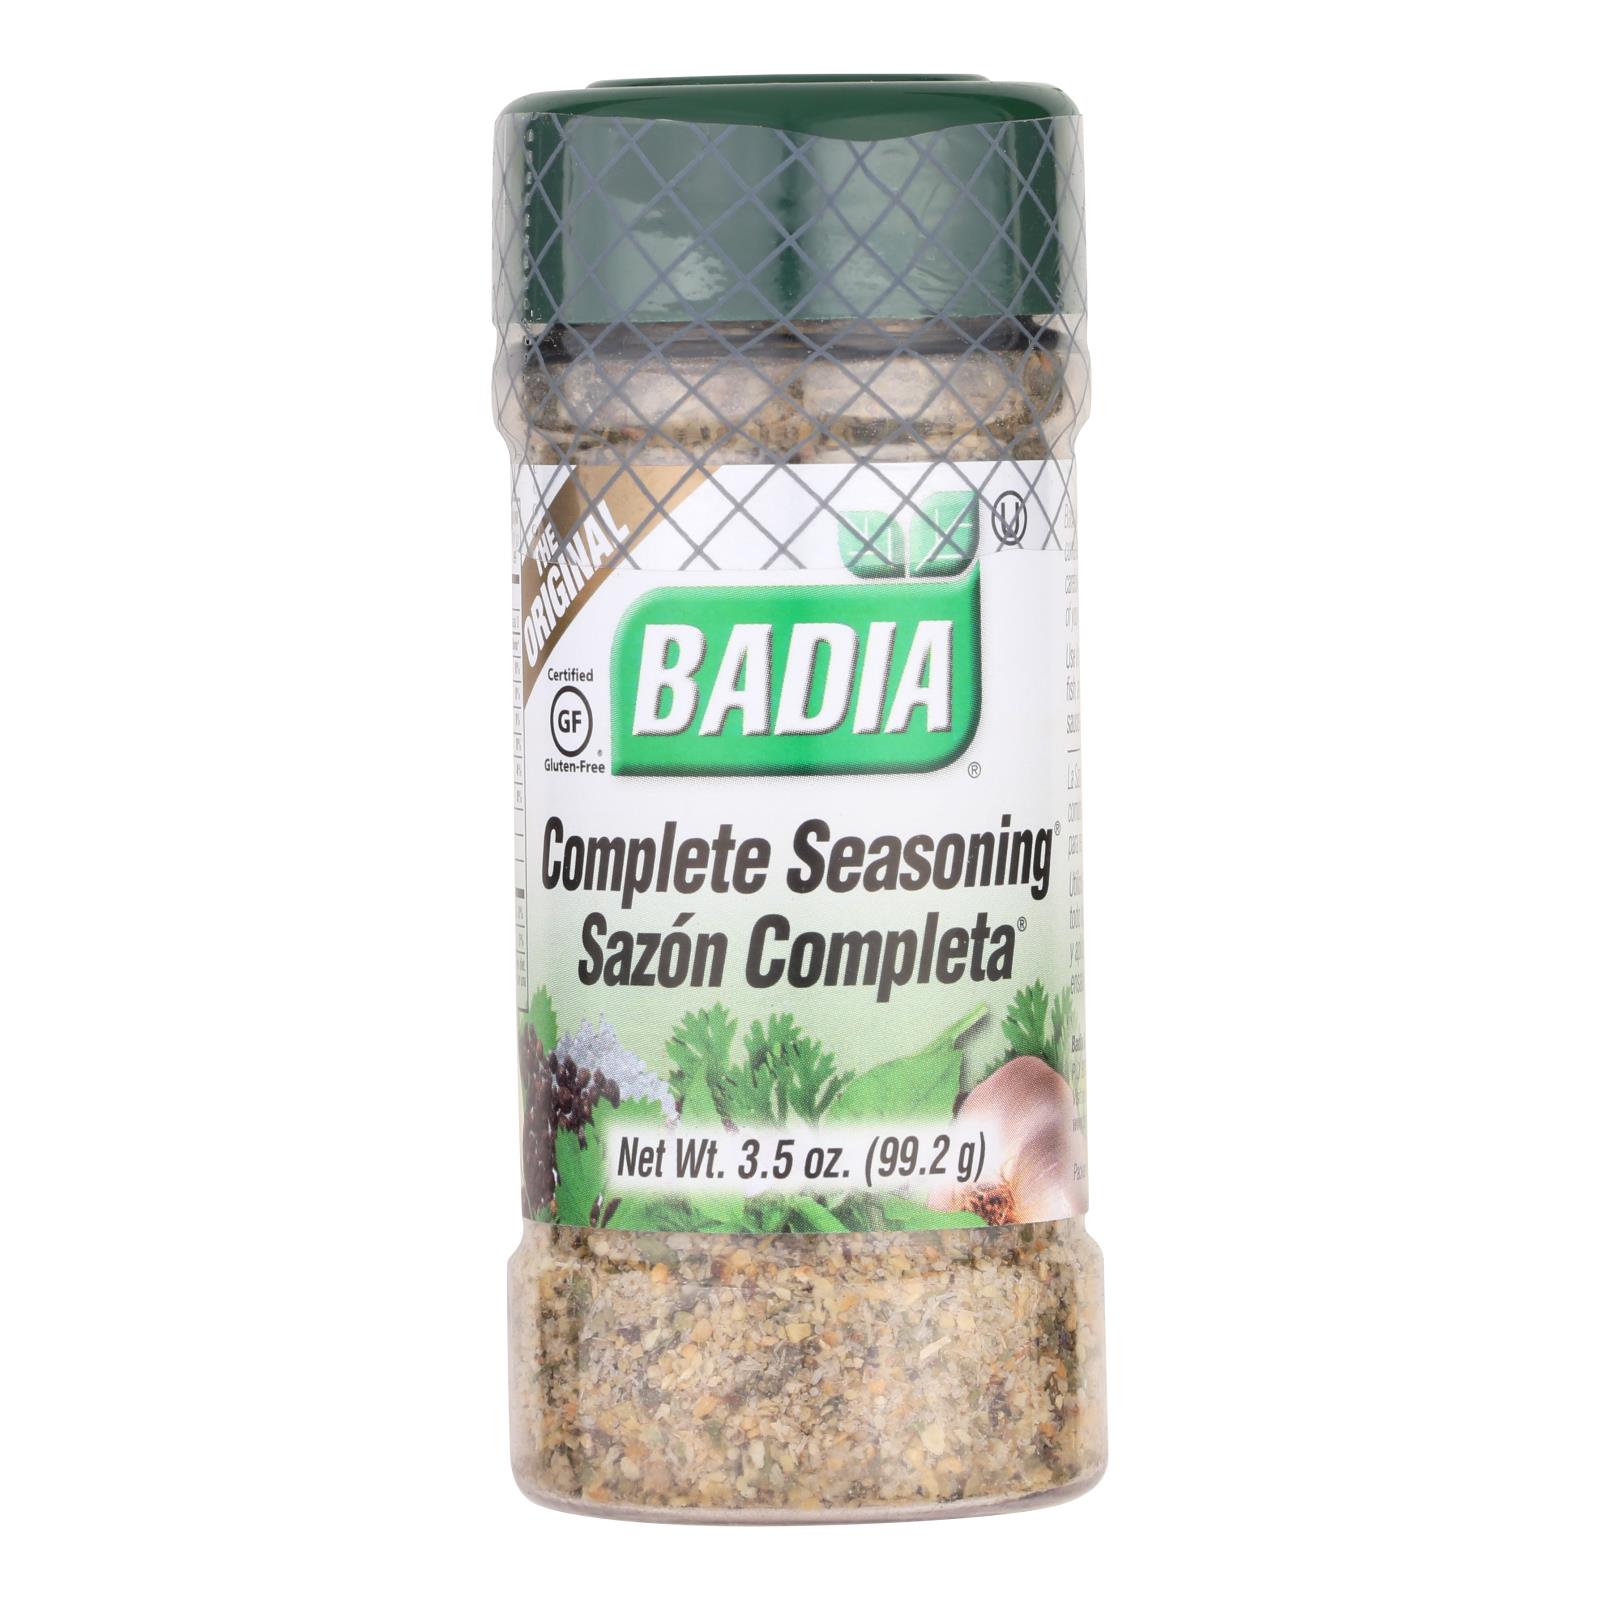 THE
ORIGINAL
U
BADIA®
Certified
GF
®
Gluten-Free
Complete Seasoning®
Sazón Completa®
Net Wt. 3.5 oz. (99.2 g)